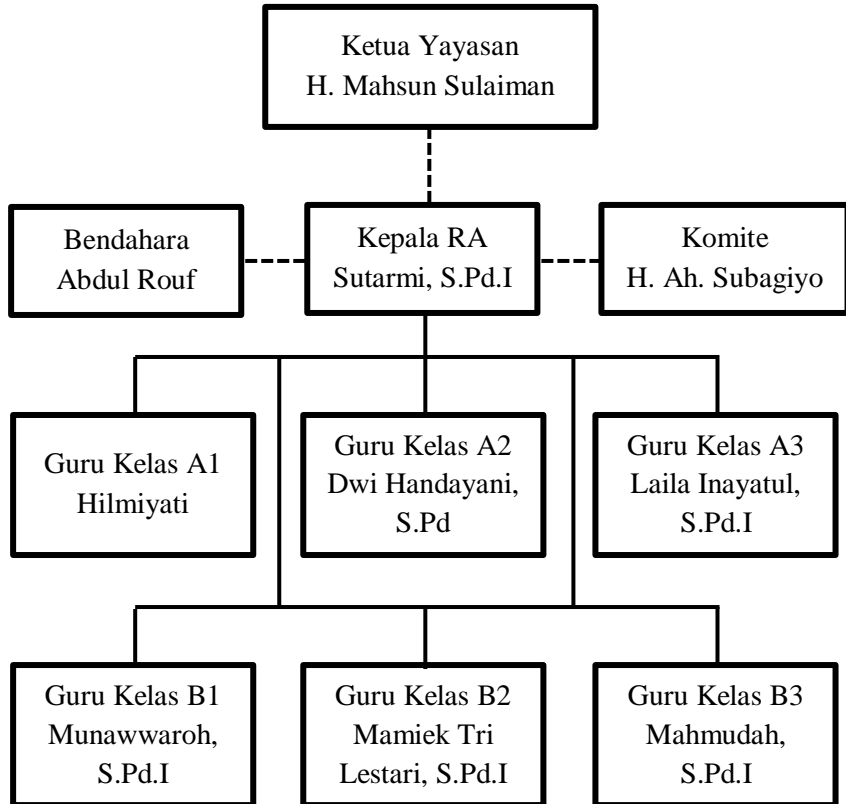 Ketua Yayasan
H. Mahsun Sulaiman
Bendahara
Abdul Rouf
Kepala RA
Sutarmi, S.Pd.I
Komite
H. Ah. Subagiyo
Guru Kelas A1
Hilmiyati
Guru Kelas A2
Dwi Handayani,
S.Pd
Guru Kelas A3
Laila Inayatul,
S.Pd.I
Guru Kelas B1
Munawwaroh,
S.Pd.I
Guru Kelas B2
Mamiek Tri
Lestari, S.Pd.I
Guru Kelas B3
Mahmudah,
S.Pd.I